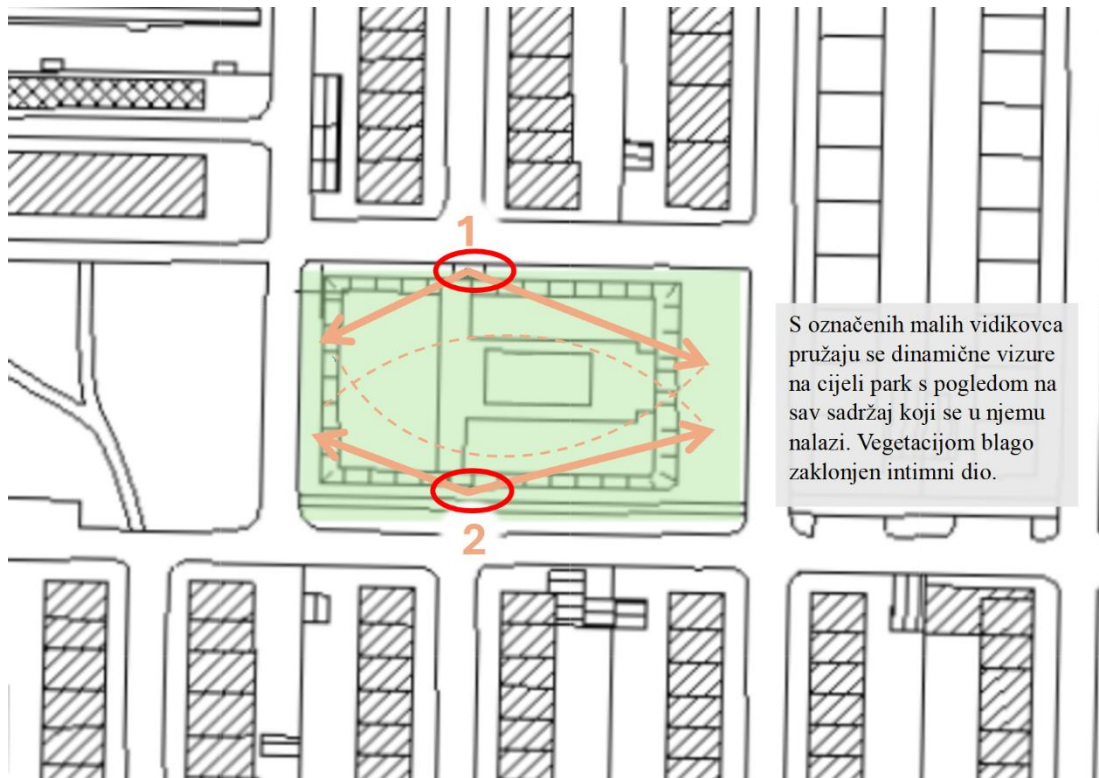 1
S označenih malih vidikovca
pružaju se dinamične vizure
na cijeli park s pogledom na
sav sadržaj koji se u njemu
nalazi. Vegetacijom blago
zaklonjen intimni dio.
2